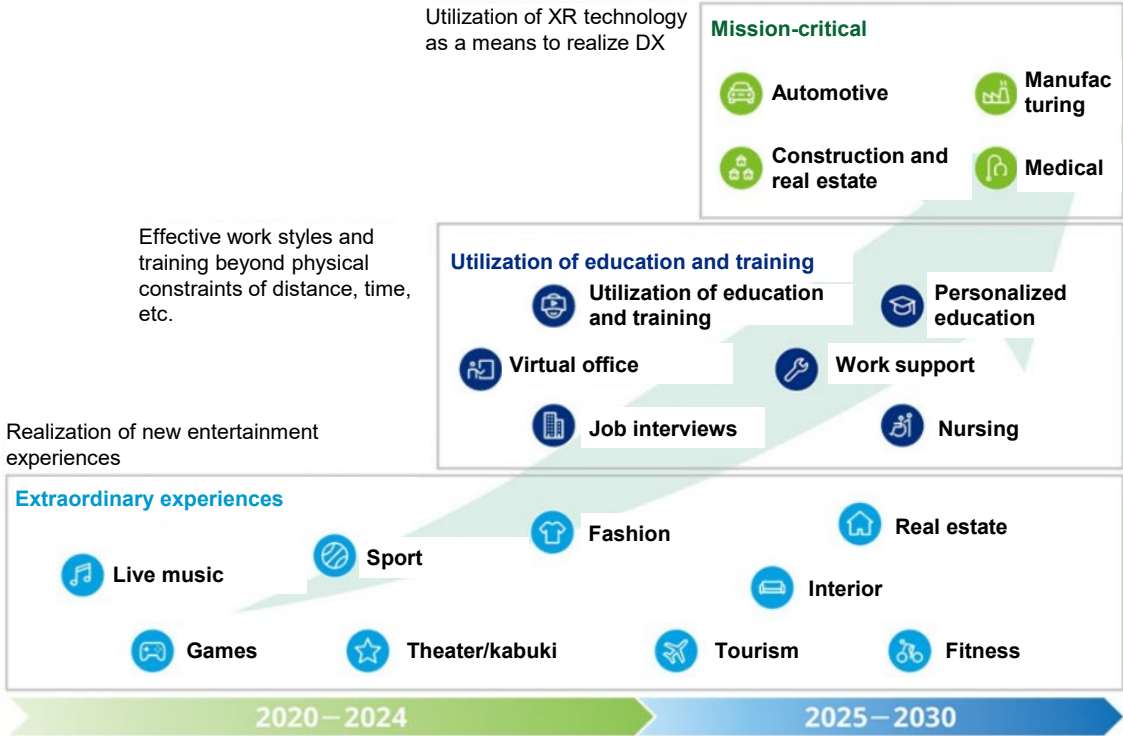 Utilization of XR technology
as a means to realize DX
Mission-critical
Automotive
Manufac
turing
Construction and
real estate
Medical
Effective work styles and
training beyond physical
constraints of distance, time,
etc.
Utilization of education and training
Utilization of education
and training
Personalized
education
Virtual office
Work support
Job interviews
Nursing
Realization of new entertainment
experiences
Extraordinary experiences
Live music
Sport
Fashion
Real estate
Interior
Games
Theater/kabuki
Tourism
Fitness
2020－2024
2025－2030